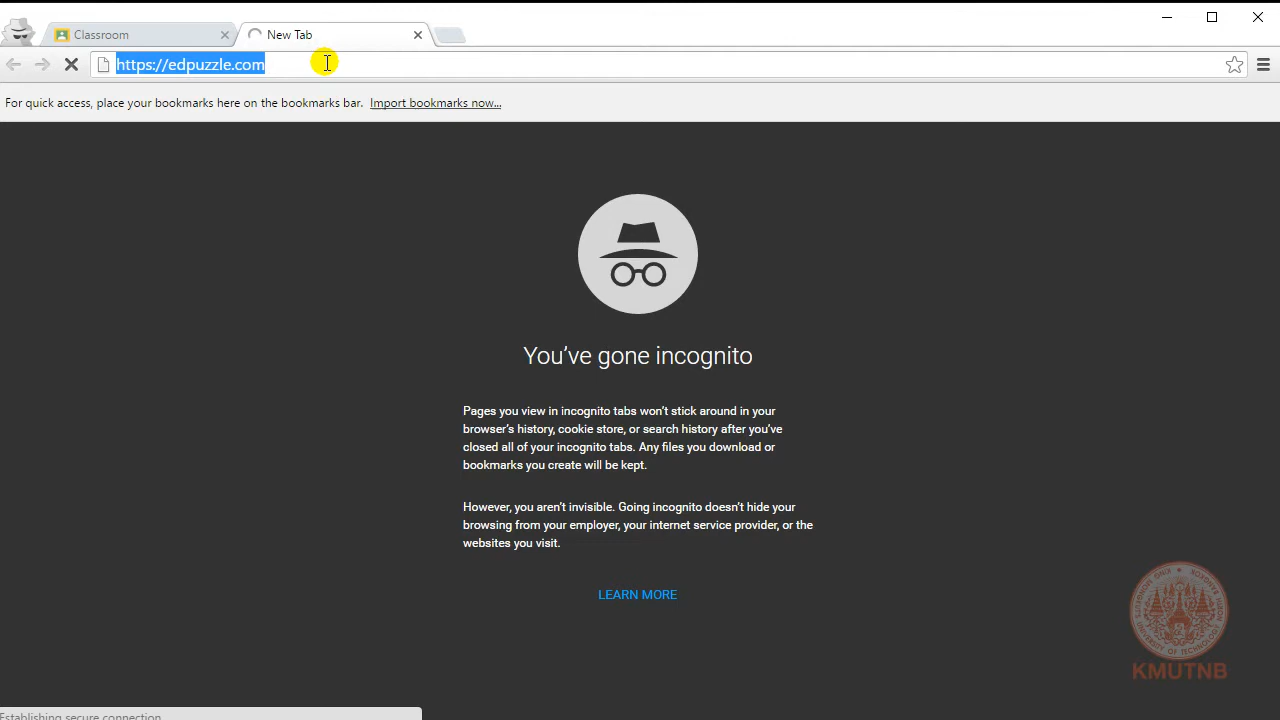 Classroom
New Tab
https://edpuzzle.com
For quick access, place your bookmarks here on the bookmarks bar. Import bookmarks now...
You've gone incognito
Pages you view in incognito tabs won't stick around in your
browser's history, cookie store, or search history after you've
closed all of your incognito tabs. Any files you download or
bookmarks you create will be kept.
However, you aren't invisible. Going incognito doesn't hide your
browsing from your employer, your internet service provider, or the
websites you visit.
LEARN MORE
KMUTNB
Establishing secure connection